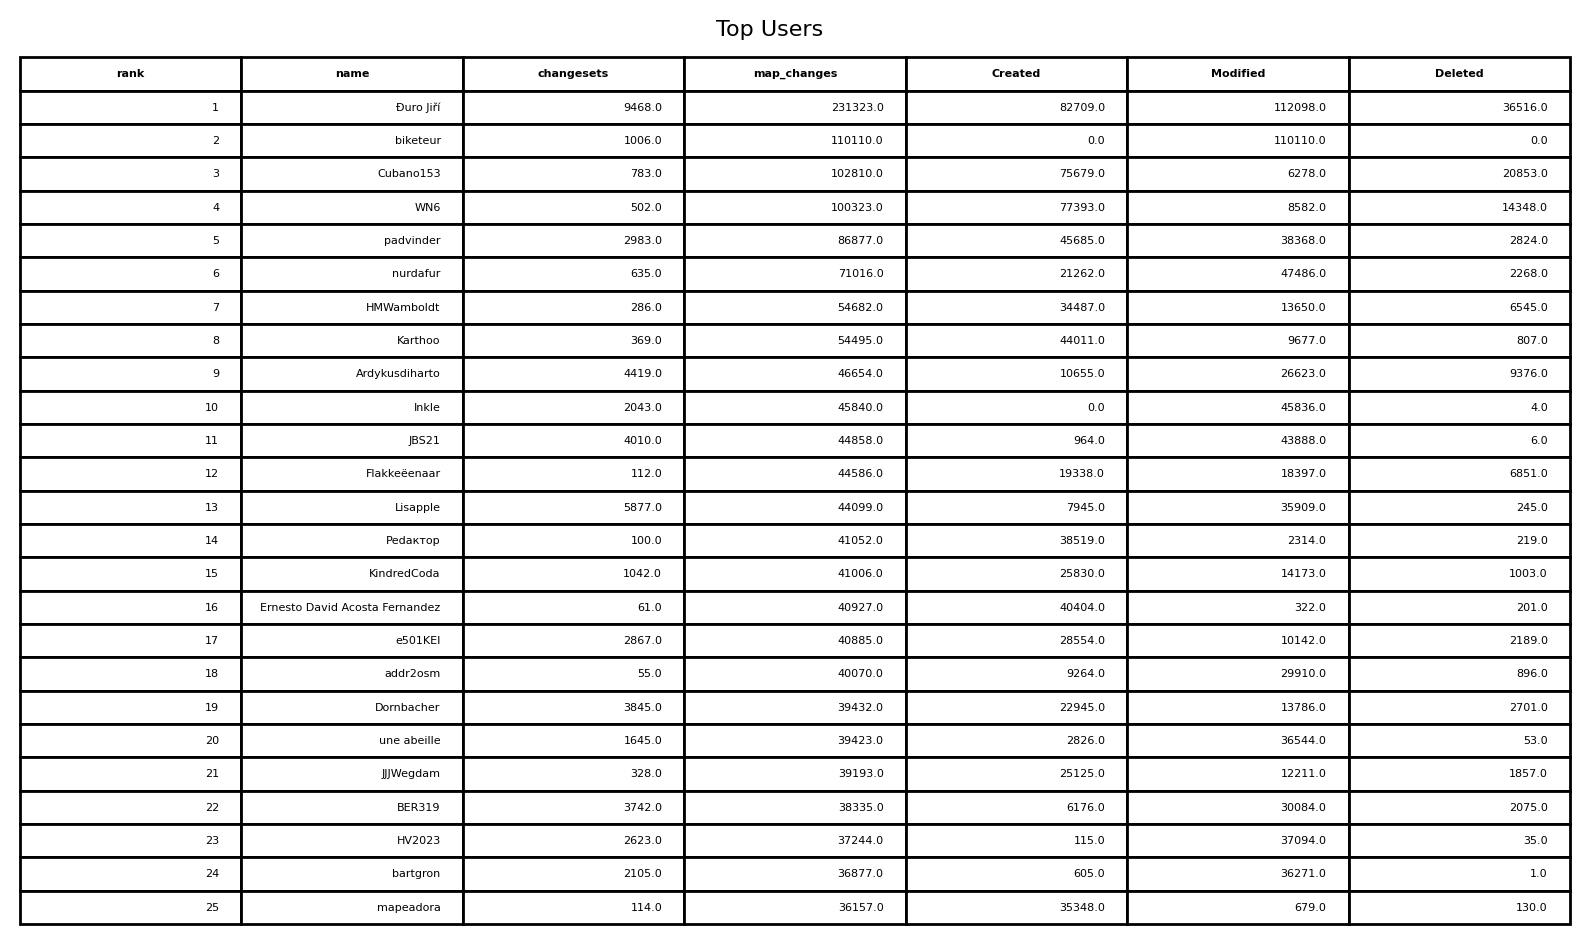 Top Users
rank name changesets map_changes Created Modified Deleted
1 Đuro Jiří 9468.0 231323.0 82709.0 112098.0 36516.0
2 biketeur 1006.0 110110.0 0.0 110110.0 0.0
3 Cubano153 783.0 102810.0 75679.0 6278.0 20853.0
4 WN6 502.0 100323.0 77393.0 8582.0 14348.0
5 padvinder 2983.0 86877.0 45685.0 38368.0 2824.0
6 nurdafur 635.0 71016.0 21262.0 47486.0 2268.0
7 HMWamboldt 286.0 54682.0 34487.0 13650.0 6545.0
8 Karthoo 369.0 54495.0 44011.0 9677.0 807.0
9 Ardykusdiharto 4419.0 46654.0 10655.0 26623.0 9376.0
10 Inkle 2043.0 45840.0 0.0 45836.0 4.0
11 JBS21 4010.0 44858.0 964.0 43888.0 6.0
12 Flakkeëenaar 112.0 44586.0 19338.0 18397.0 6851.0
13 Lisapple 5877.0 44099.0 7945.0 35909.0 245.0
14 Редактор 100.0 41052.0 38519.0 2314.0 219.0
15 KindredCoda 1042.0 41006.0 25830.0 14173.0 1003.0
16 Ernesto David Acosta Fernandez 61.0 40927.0 40404.0 322.0 201.0
17 e501KEI 2867.0 40885.0 28554.0 10142.0 2189.0
18 addr2osm 55.0 40070.0 9264.0 29910.0 896.0
19 Dornbacher 3845.0 39432.0 22945.0 13786.0 2701.0
20 une abeille 1645.0 39423.0 2826.0 36544.0 53.0
21 JJJWegdam 328.0 39193.0 25125.0 12211.0 1857.0
22 BER319 3742.0 38335.0 6176.0 30084.0 2075.0
23 HV2023 2623.0 37244.0 115.0 37094.0 35.0
24 bartgron 2105.0 36877.0 605.0 36271.0 1.0
25 mapeadora 114.0 36157.0 35348.0 679.0 130.0